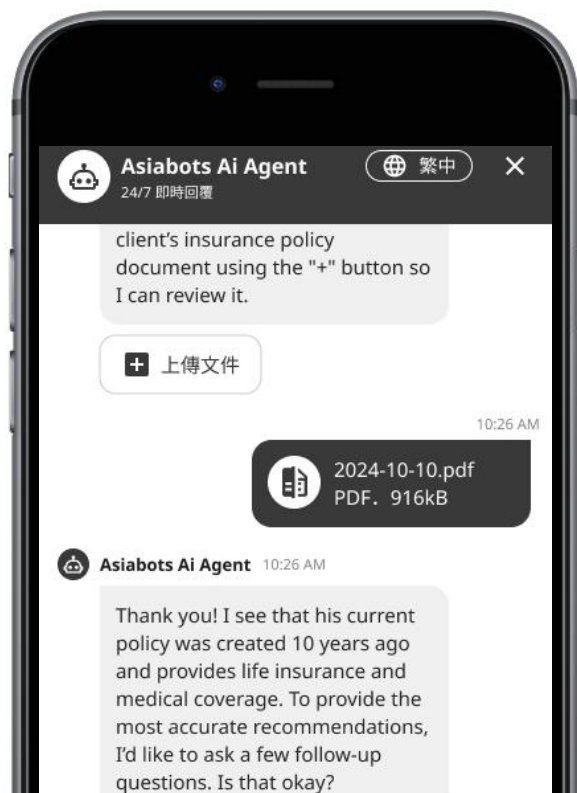 Asiabots Ai Agent
繁中
24/7 即時回覆
client's insurance policy
document using the "+" button so
I can review it.
上傳文件
10:26 AM
2024-10-10.pdf
PDF. 916kB
Asiabots Ai Agent 10:26 AM
Thank you! I see that his current
policy was created 10 years ago
and provides life insurance and
medical coverage. To provide the
most accurate recommendations,
I'd like to ask a few follow-up
questions. Is that okay?